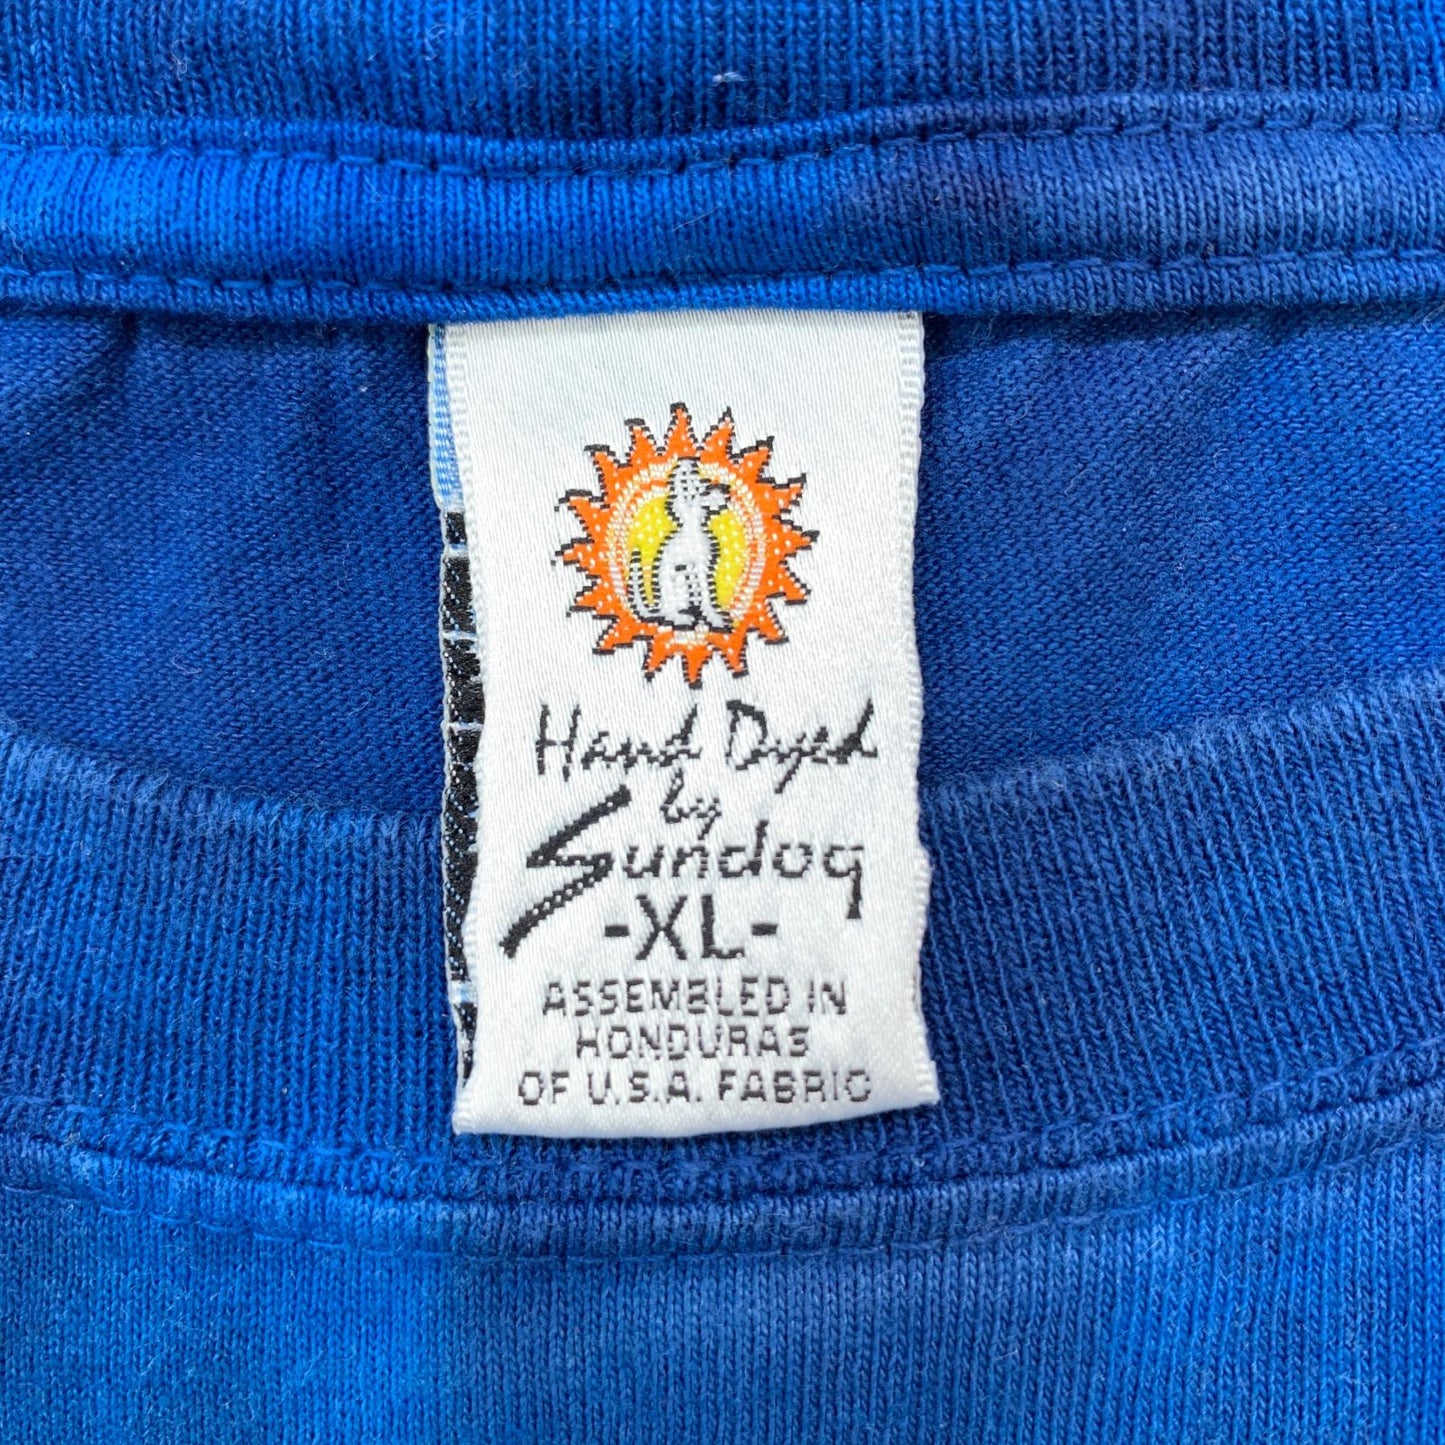 Hand Dyed
by
Sundog
-XL-
ASSEMBLED IN
HONDURAS
OF U.S.A. FABRIC